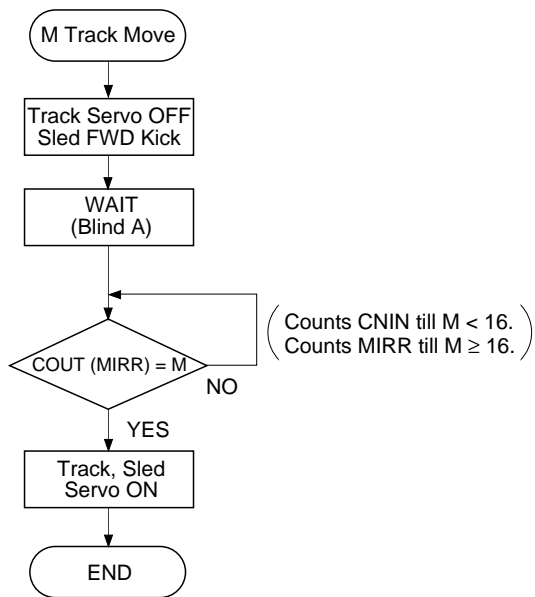 M Track Move
Track Servo OFF
Sled FWD Kick
WAIT
(Blind A)
Counts CNIN till M < 16.
Counts MIRR till M ≥ 16.
COUT (MIRR) = M
NO
YES
Track, Sled
Servo ON
END